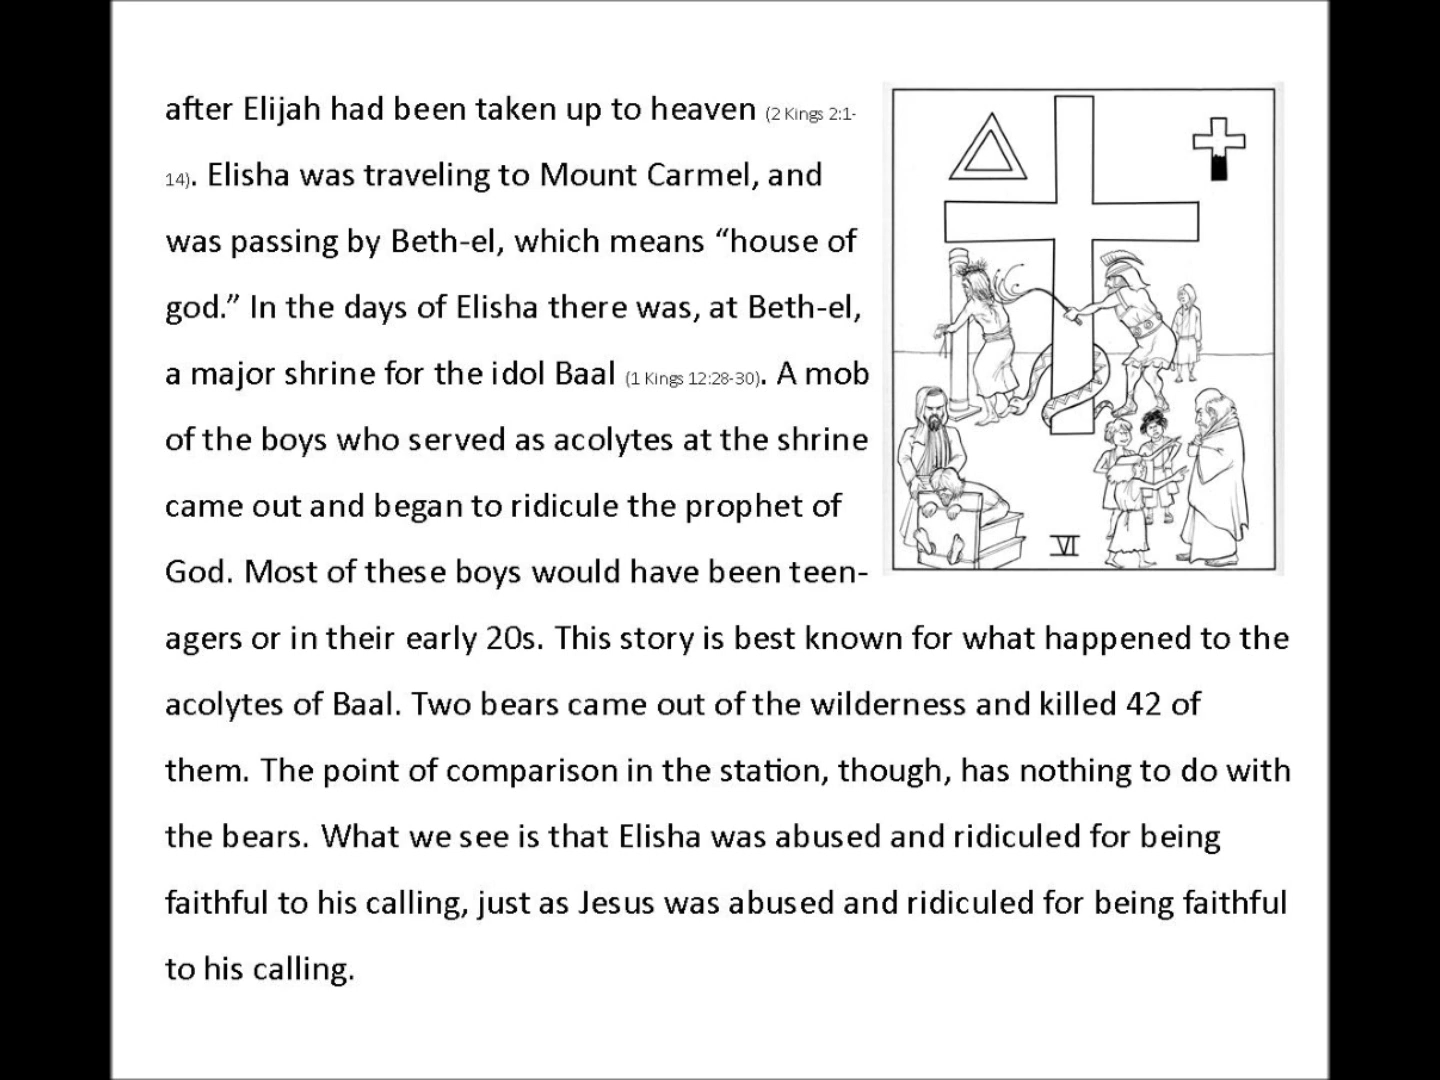 after Elijah had been taken up to heaven (2 Kings 2:1-
14). Elisha was traveling to Mount Carmel, and
was passing by Beth-el, which means “house of
god.” In the days of Elisha there was, at Beth-el,
a major shrine for the idol Baal (1 Kings 12:28-30). A mob
of the boys who served as acolytes at the shrine
came out and began to ridicule the prophet of
God. Most of these boys would have been teen-
VI
agers or in their early 20s. This story is best known for what happened to the
acolytes of Baal. Two bears came out of the wilderness and killed 42 of
them. The point of comparison in the station, though, has nothing to do with
the bears. What we see is that Elisha was abused and ridiculed for being
faithful to his calling, just as Jesus was abused and ridiculed for being faithful
to his calling.